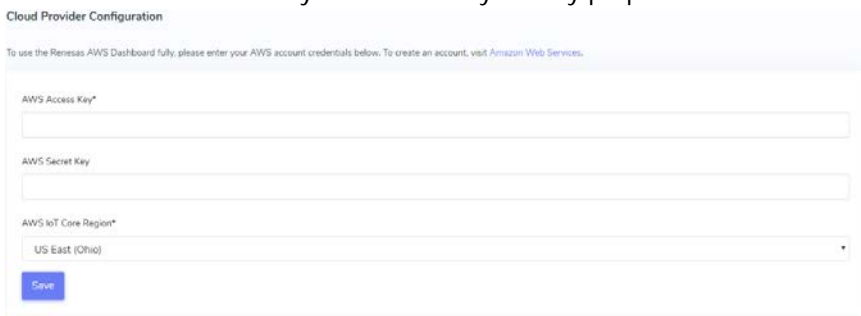 Cloud Provider Configuration
To use the Renesas AWS Dashboard fully, please enter your AWS account credentials below. To create an account, visit Amazon Web Services.
AWS Access Key*
AWS Secret Key
AWS IoT Core Region*
US East (Ohio)
Save